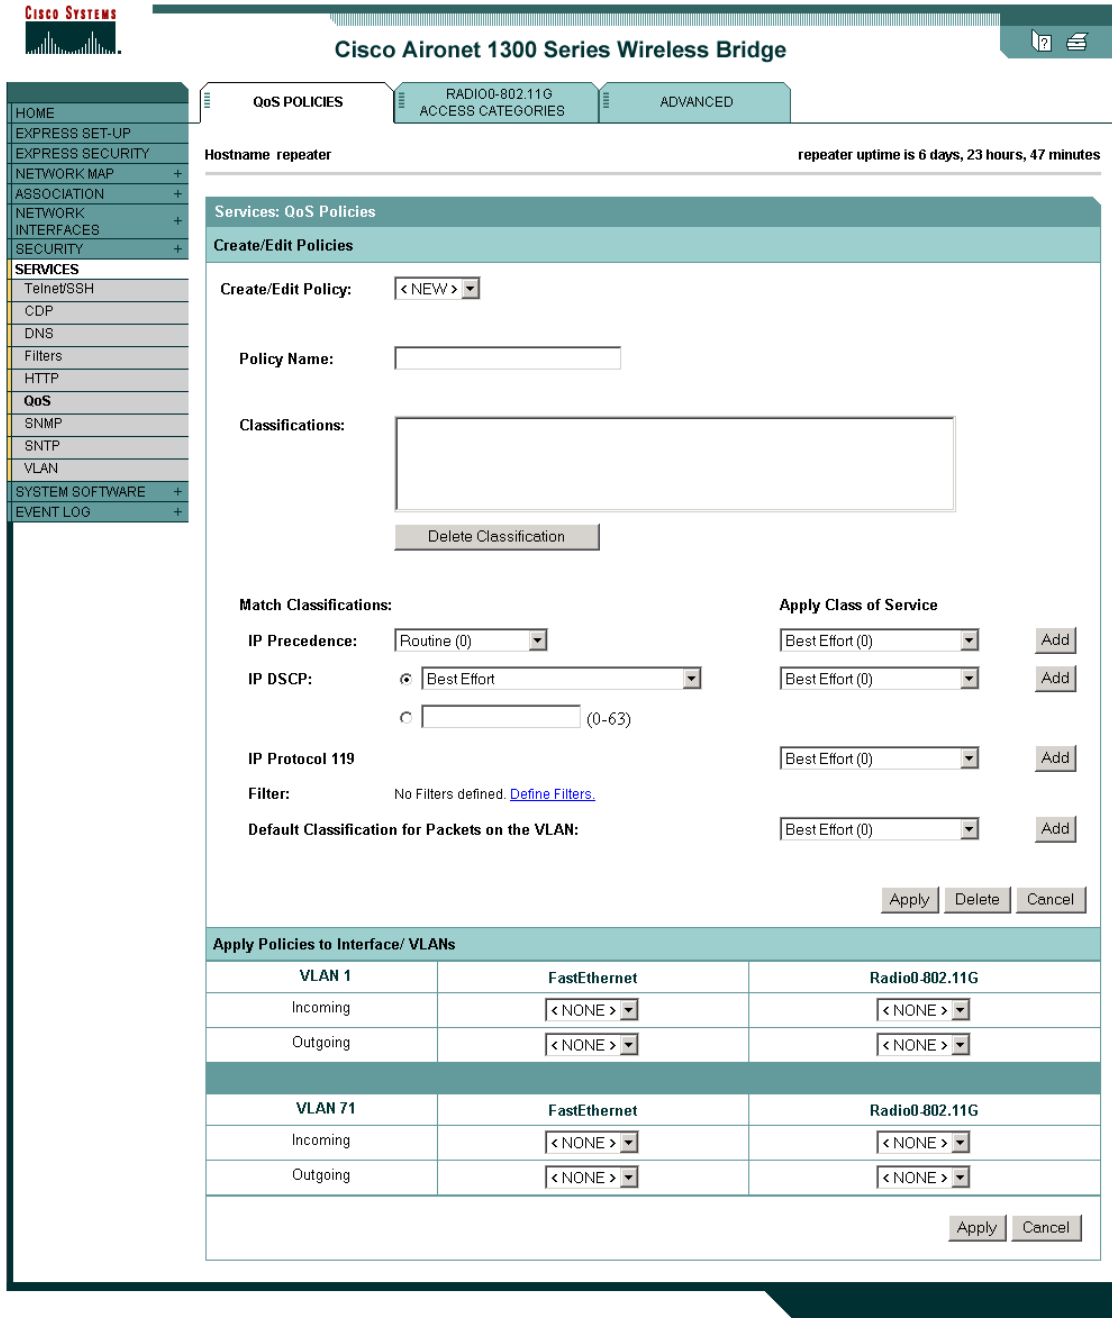 CISCO SYSTEMS
Cisco Aironet 1300 Series Wireless Bridge
QoS POLICIES
RADIO0-802.11G
ACCESS CATEGORIES
ADVANCED
HOME
EXPRESS SET-UP
EXPRESS SECURITY
NETWORK MAP +
ASSOCIATION +
NETWORK
INTERFACES +
SECURITY +
SERVICES
Telnet/SSH
CDP
DNS
Filters
HTTP
QoS
SNMP
SNTP
VLAN
SYSTEM SOFTWARE +
EVENT LOG +
Hostname repeater
repeater uptime is 6 days, 23 hours, 47 minutes
Services: QoS Policies
Create/Edit Policies
Create/Edit Policy: < NEW >
Policy Name:
Classifications:
Delete Classification
Match Classifications: Apply Class of Service
IP Precedence: Routine (0) Best Effort (0) Add
IP DSCP: Best Effort Best Effort (0) Add
(0-63)
IP Protocol 119 Best Effort (0) Add
Filter: No Filters defined. Define Filters.
Default Classification for Packets on the VLAN: Best Effort (0) Add
Apply Delete Cancel
Apply Policies to Interface/ VLANs
VLAN 1 FastEthernet Radio0-802.11G
Incoming < NONE > < NONE >
Outgoing < NONE > < NONE >
VLAN 71 FastEthernet Radio0-802.11G
Incoming < NONE > < NONE >
Outgoing < NONE > < NONE >
Apply Cancel